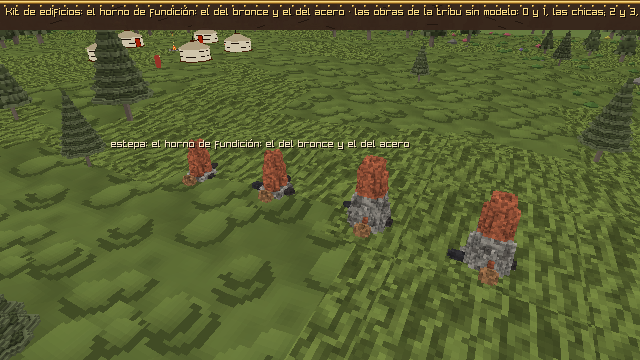 Kit de edificios: el horno de fundición: el del bronce y el del acero · las obras de la tribu sin modelo: 0 y 1, las chicas; 2 y 3
estepa: el horno de fundición: el del bronce y el del acero